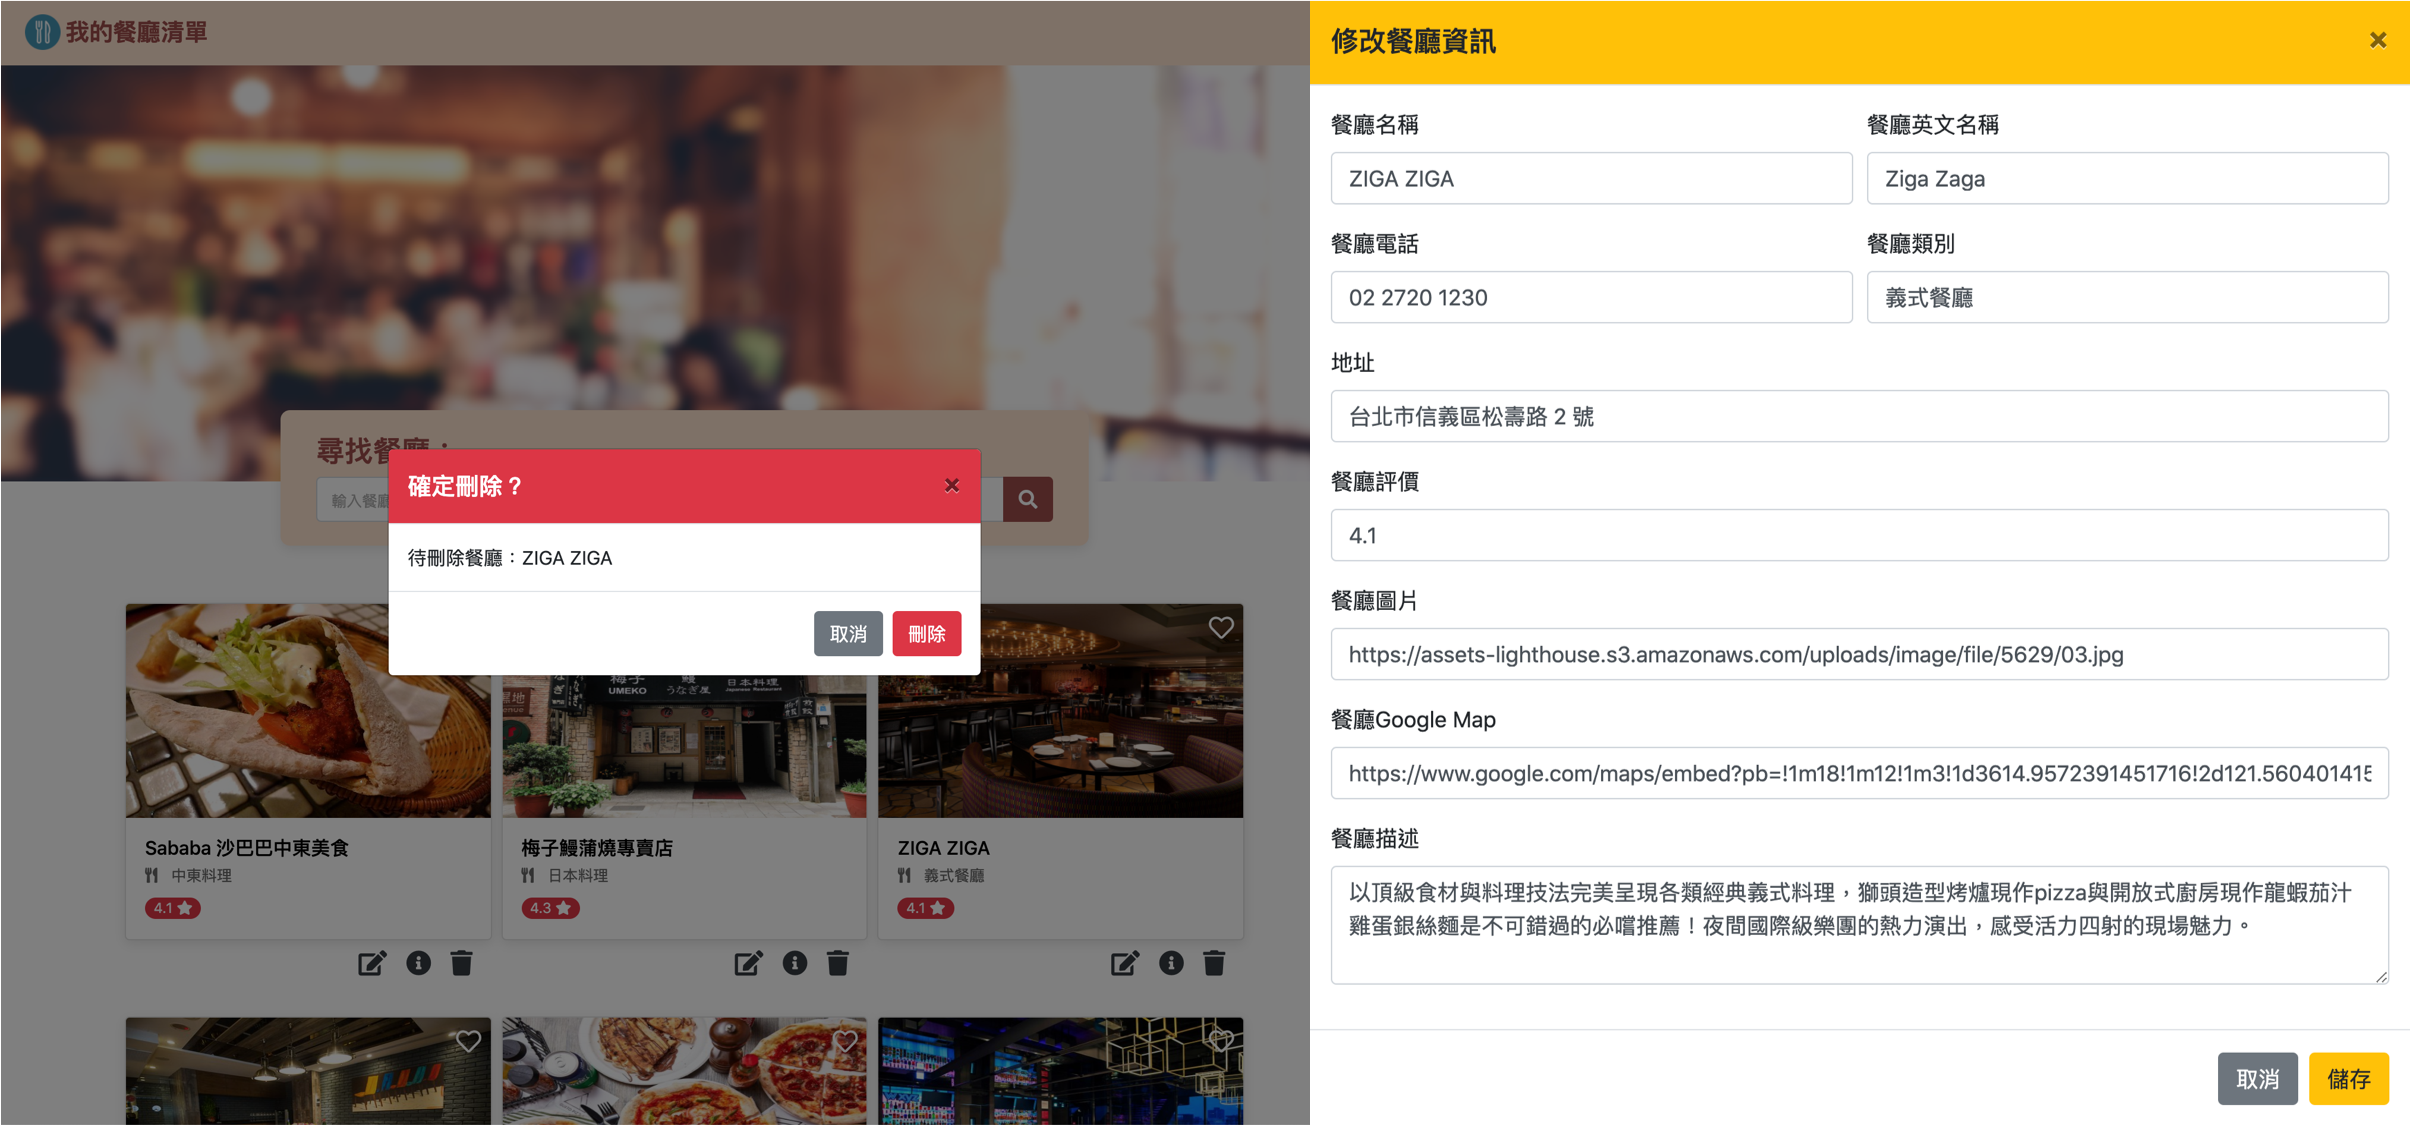 我的餐廳清單
尋找餐廳：
輸入餐廳
確定刪除？
×
待刪除餐廳：ZIGA ZIGA
取消
刪除
梅子 鰻 日本料理
UMEKO うなぎ屋 Japanese Restaurant
Sababa 沙巴巴中東美食
中東料理
4.1
梅子鰻蒲燒專賣店
日本料理
4.3
ZIGA ZIGA
義式餐廳
4.1
修改餐廳資訊
×
餐廳名稱
餐廳英文名稱
ZIGA ZIGA
Ziga Zaga
餐廳電話
餐廳類別
02 2720 1230
義式餐廳
地址
台北市信義區松壽路 2 號
餐廳評價
4.1
餐廳圖片
https://assets-lighthouse.s3.amazonaws.com/uploads/image/file/5629/03.jpg
餐廳Google Map
https://www.google.com/maps/embed?pb=!1m18!1m12!1m3!1d3614.9572391451716!2d121.560401415
餐廳描述
以頂級食材與料理技法完美呈現各類經典義式料理，獅頭造型烤爐現作pizza與開放式廚房現作龍蝦茄汁
雞蛋銀絲麵是不可錯過的必嚐推薦！夜間國際級樂團的熱力演出，感受活力四射的現場魅力。
取消
儲存